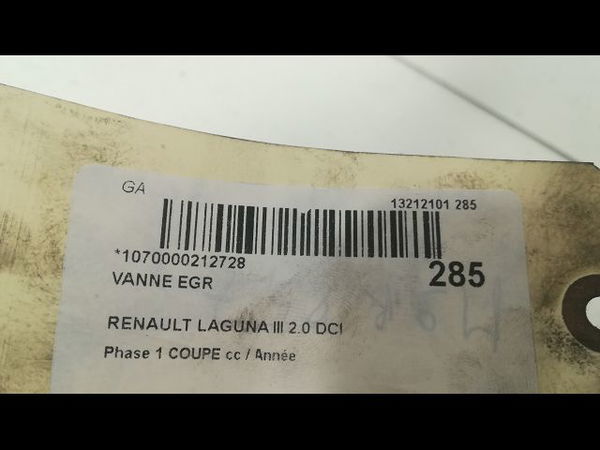 GA
13212101 285
*1070000212728
285
VANNE EGR
RENAULT LAGUNA III 2.0 DCI
Phase 1 COUPE cc / Année